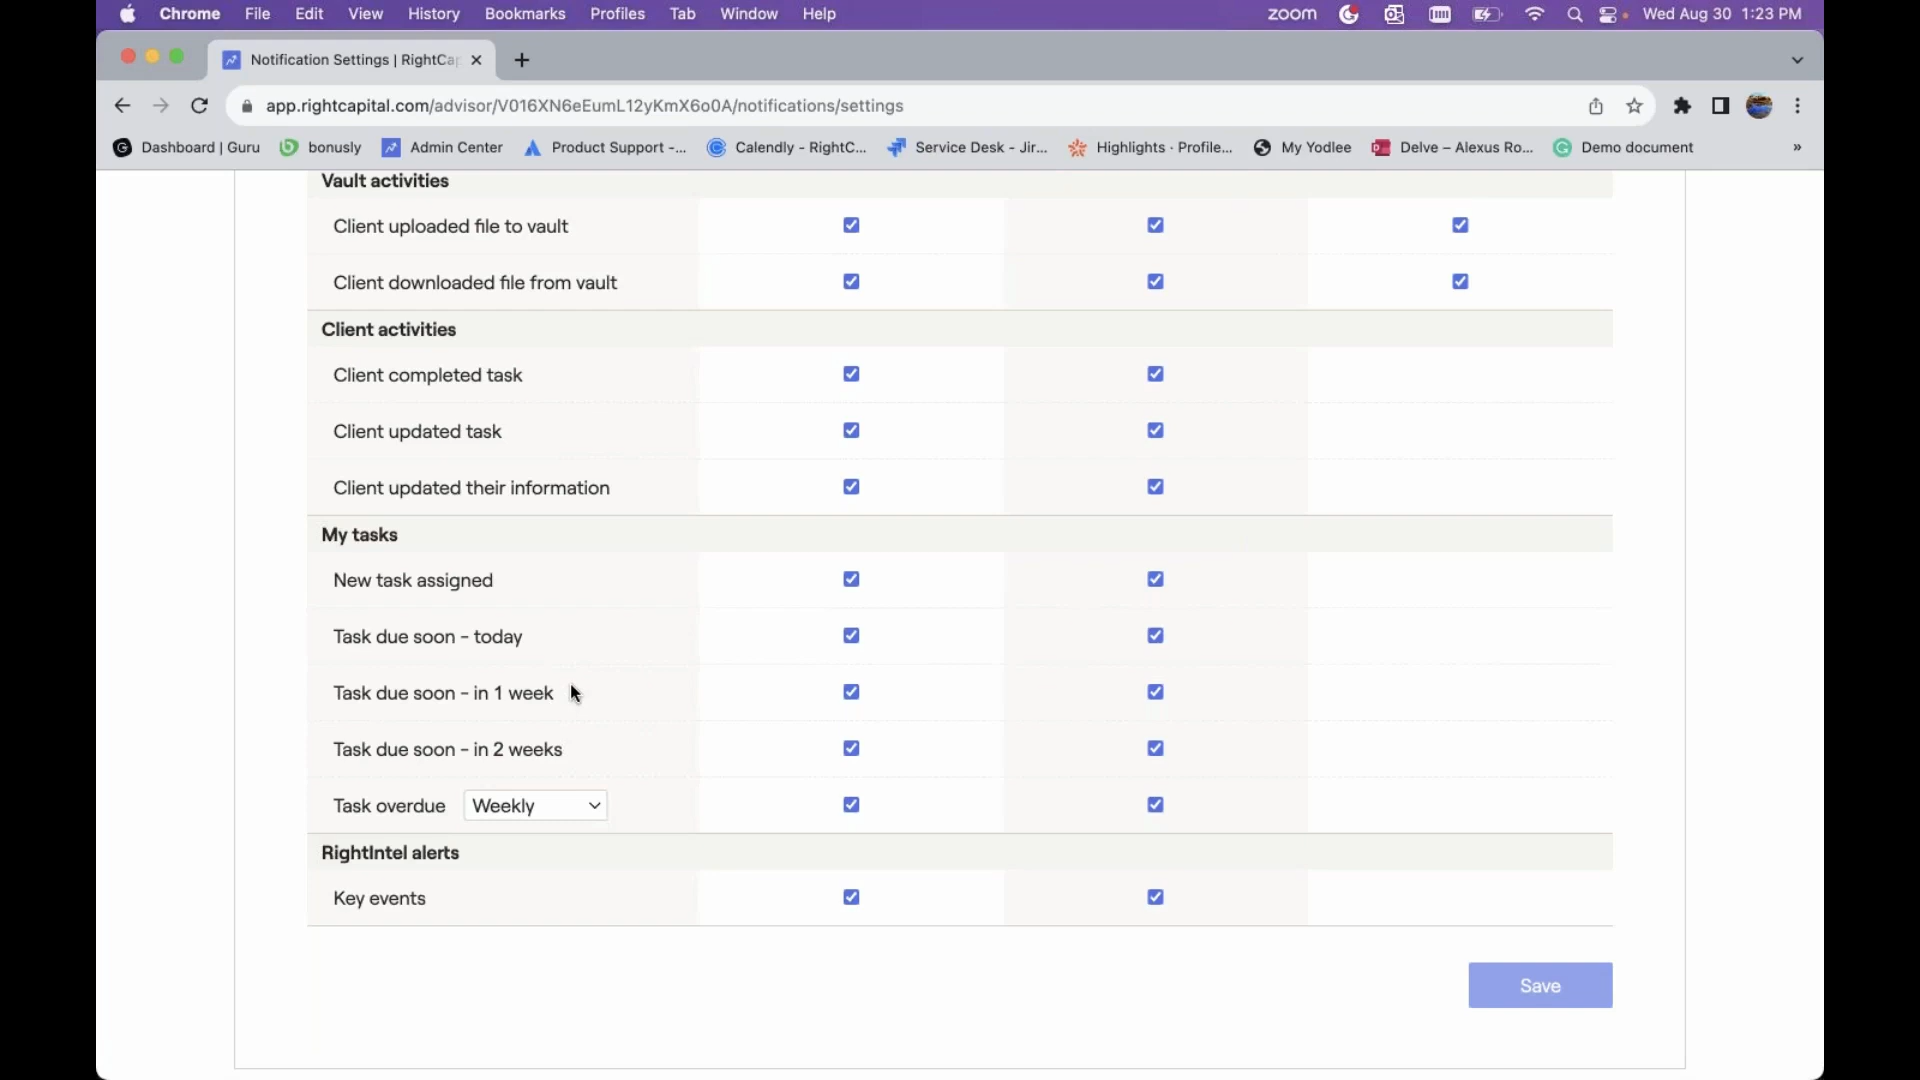 Chrome File Edit View History Bookmarks Profiles Tab Window Help zoom Wed Aug 30 1:23 PM
Notification Settings | RightCa
app.rightcapital.com/advisor/V016XN6eEumL12yKmX6o0A/notifications/settings
Dashboard | Guru bonusly Admin Center Product Support -... Calendly - RightC... Service Desk - Jir... Highlights · Profile... My Yodlee Delve – Alexus Ro... Demo document »
Vault activities
Client uploaded file to vault
Client downloaded file from vault
Client activities
Client completed task
Client updated task
Client updated their information
My tasks
New task assigned
Task due soon - today
Task due soon - in 1 week
Task due soon - in 2 weeks
Task overdue Weekly
RightIntel alerts
Key events
Save